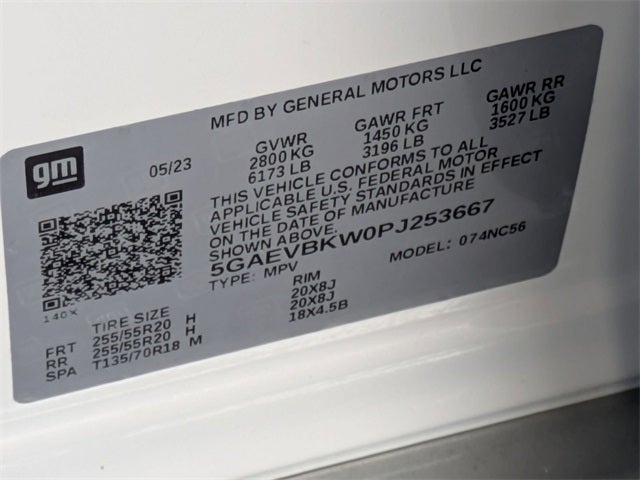 MFD BY GENERAL MOTORS LLC
gm
05/23
GVWR
2800 KG
6173 LB
GAWR FRT
1450 KG
3196 LB
GAWR RR
1600 KG
3527 LB
THIS VEHICLE CONFORMS TO ALL
APPLICABLE U.S. FEDERAL MOTOR
VEHICLE SAFETY STANDARDS IN EFFECT
ON THE DATE OF MANUFACTURE
SHOWN ABOVE.
5GAEVBKW0PJ253667
TYPE: MPV
MODEL: 074NC56
140X
TIRE SIZE
RIM
FRT 255/55R20 H 20X8J
RR 255/55R20 H 20X8J
SPA T135/70R18 M 18X4.5B